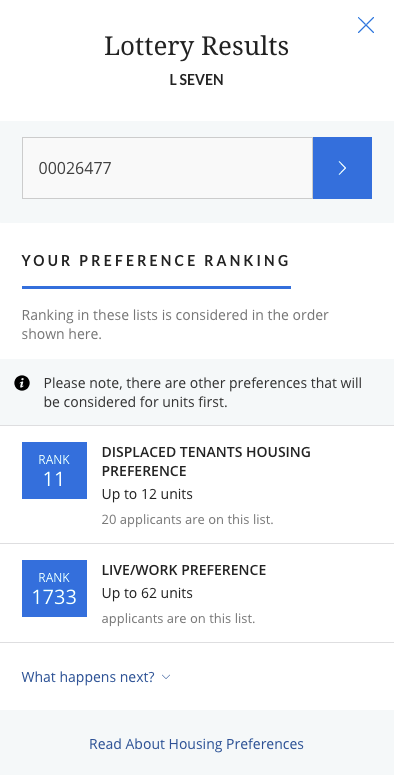 Lottery Results
L SEVEN
00026477
YOUR PREFERENCE RANKING
Ranking in these lists is considered in the order
shown here.
Please note, there are other preferences that will
be considered for units first.
RANK
11
DISPLACED TENANTS HOUSING
PREFERENCE
Up to 12 units
20 applicants are on this list.
RANK
1733
LIVE/WORK PREFERENCE
Up to 62 units
applicants are on this list.
What happens next?
Read About Housing Preferences